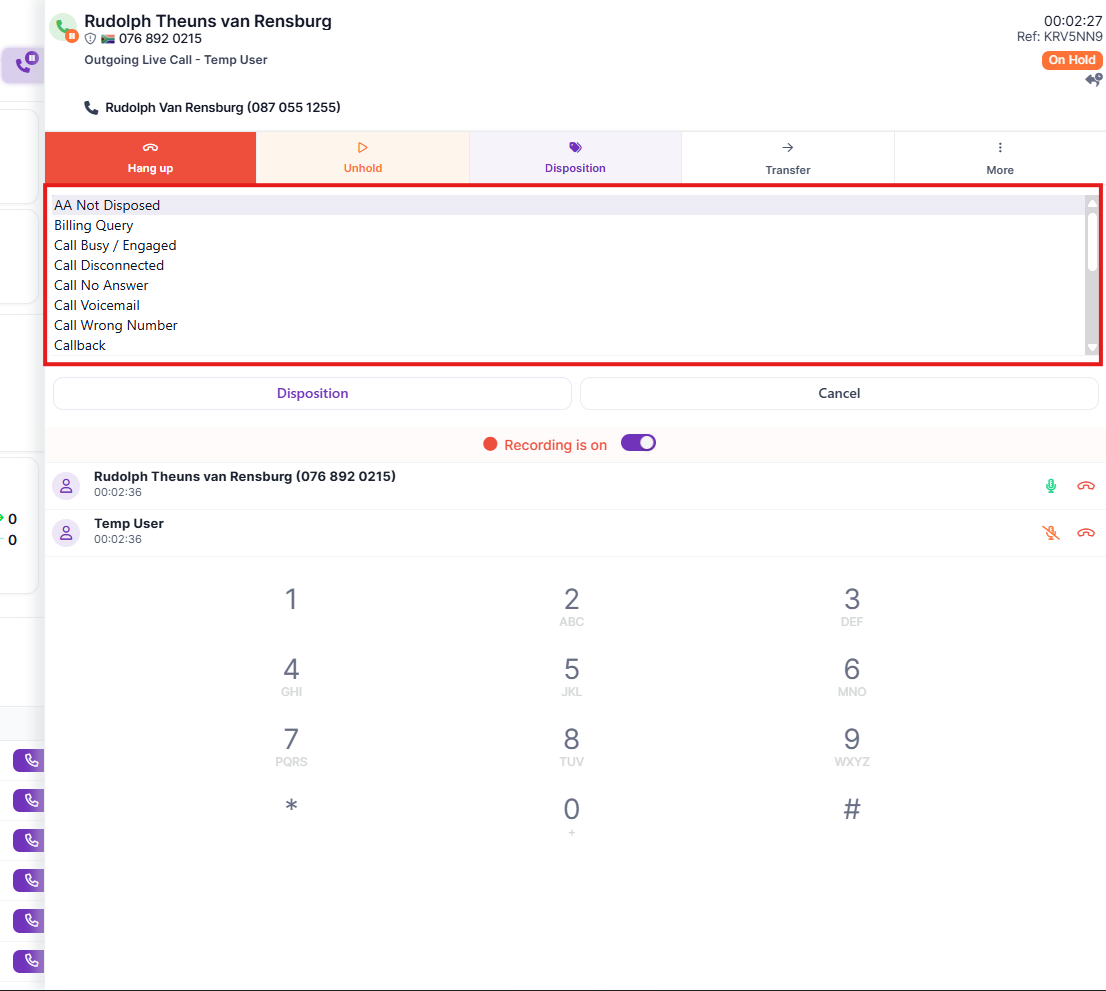 Rudolph Theuns van Rensburg
00:02:27
076 892 0215
Ref: KRV5NN9
Outgoing Live Call - Temp User
On Hold
Rudolph Van Rensburg (087 055 1255)
Hang up
Unhold
Disposition
Transfer
More
AA Not Disposed
Billing Query
Call Busy / Engaged
Call Disconnected
Call No Answer
Call Voicemail
Call Wrong Number
Callback
Disposition
Cancel
Recording is on
Rudolph Theuns van Rensburg (076 892 0215)
00:02:36
Temp User
00:02:36
0
0
1
2
ABC
3
DEF
4
GHI
5
JKL
6
MNO
7
PQRS
8
TUV
9
WXYZ
*
0
+
#